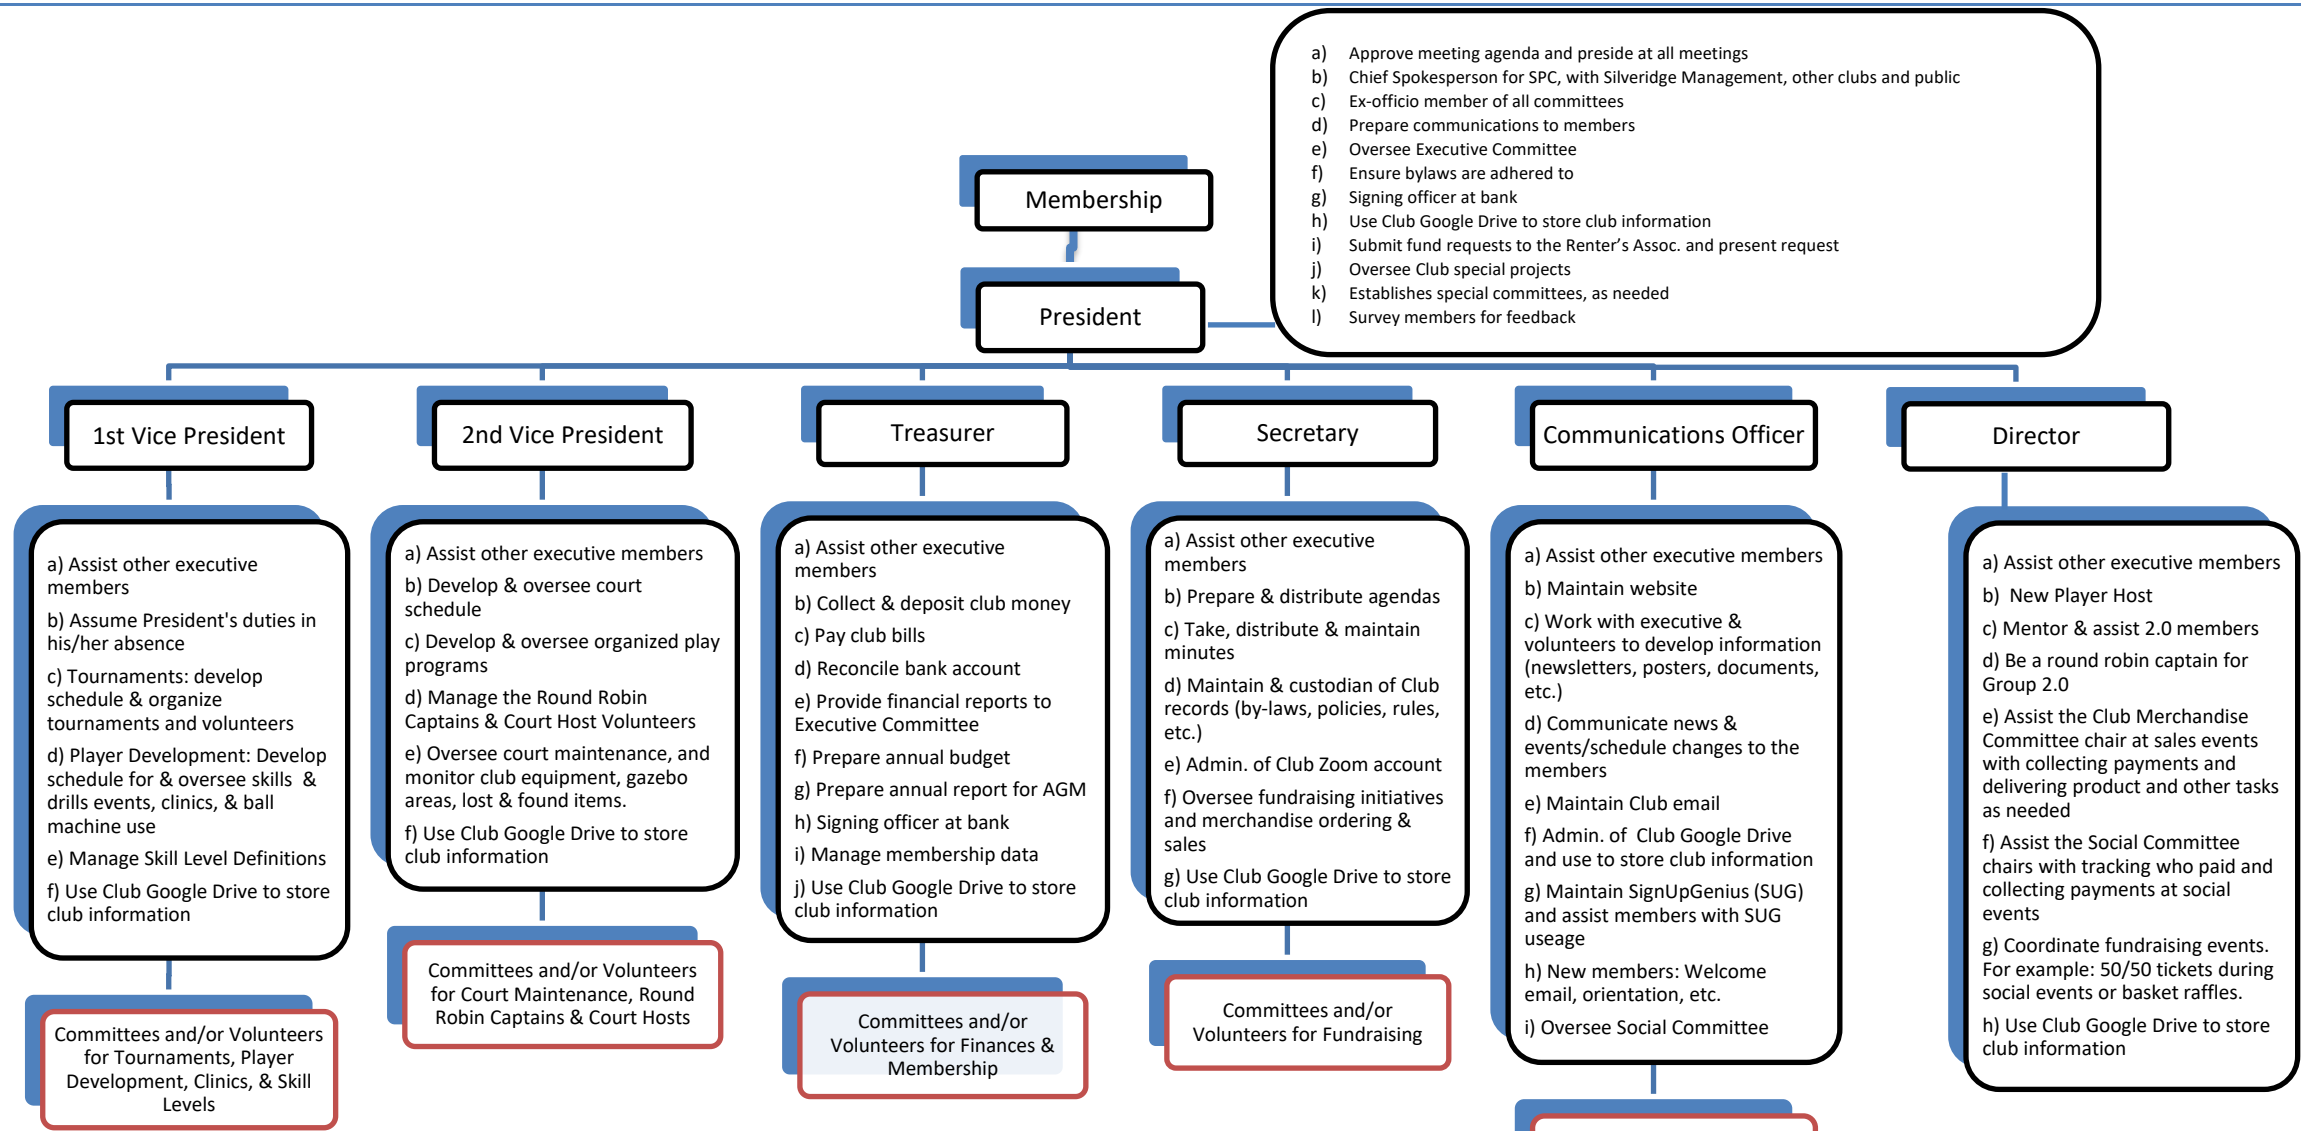 a) Approve meeting agenda and preside at all meetings
b) Chief Spokesperson for SPC, with Silveridge Management, other clubs and public
c) Ex-officio member of all committees
d) Prepare communications to members
e) Oversee Executive Committee
f) Ensure bylaws are adhered to
g) Signing officer at bank
h) Use Club Google Drive to store club information
i) Submit fund requests to the Renter’s Assoc. and present request
j) Oversee Club special projects
k) Establishes special committees, as needed
l) Survey members for feedback
Membership
President
1st Vice President
2nd Vice President
Treasurer
Secretary
Communications Officer
Director
a) Assist other executive
members
b) Assume President's duties in
his/her absence
c) Tournaments: develop
schedule & organize
tournaments and volunteers
d) Player Development: Develop
schedule for & oversee skills &
drills events, clinics, & ball
machine use
e) Manage Skill Level Definitions
f) Use Club Google Drive to store
club information
Committees and/or Volunteers
for Tournaments, Player
Development, Clinics, & Skill
Levels
a) Assist other executive members
b) Develop & oversee court
schedule
c) Develop & oversee organized play
programs
d) Manage the Round Robin
Captains & Court Host Volunteers
e) Oversee court maintenance, and
monitor club equipment, gazebo
areas, lost & found items.
f) Use Club Google Drive to store
club information
Committees and/or Volunteers
for Court Maintenance, Round
Robin Captains & Court Hosts
a) Assist other executive
members
b) Collect & deposit club money
c) Pay club bills
d) Reconcile bank account
e) Provide financial reports to
Executive Committee
f) Prepare annual budget
g) Prepare annual report for AGM
h) Signing officer at bank
i) Manage membership data
j) Use Club Google Drive to store
club information
Committees and/or
Volunteers for Finances &
Membership
a) Assist other executive
members
b) Prepare & distribute agendas
c) Take, distribute & maintain
minutes
d) Maintain & custodian of Club
records (by-laws, policies, rules,
etc.)
e) Admin. of Club Zoom account
f) Oversee fundraising initiatives
and merchandise ordering &
sales
g) Use Club Google Drive to store
club information
Committees and/or
Volunteers for Fundraising
a) Assist other executive members
b) Maintain website
c) Work with executive &
volunteers to develop information
(newsletters, posters, documents,
etc.)
d) Communicate news &
events/schedule changes to the
members
e) Maintain Club email
f) Admin. of Club Google Drive
and use to store club information
g) Maintain SignUpGenius (SUG)
and assist members with SUG
useage
h) New members: Welcome
email, orientation, etc.
i) Oversee Social Committee
a) Assist other executive members
b) New Player Host
c) Mentor & assist 2.0 members
d) Be a round robin captain for
Group 2.0
e) Assist the Club Merchandise
Committee chair at sales events
with collecting payments and
delivering product and other tasks
as needed
f) Assist the Social Committee
chairs with tracking who paid and
collecting payments at social
events
g) Coordinate fundraising events.
For example: 50/50 tickets during
social events or basket raffles.
h) Use Club Google Drive to store
club information